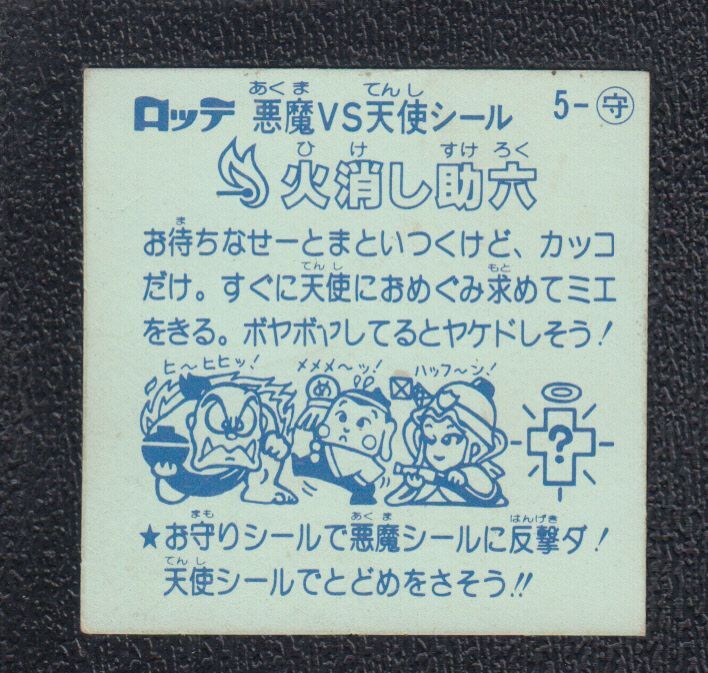 ロッテ 悪魔VS天使シール 5-守
あくま てんし
火消し助六
ひけ すけろく
お待ちなせーとまといつくけど、カッコ
ま
だけ。すぐに天使におめぐみ求めてミエ
てんし もと
をきる。ボヤボヤしてるとヤケドしそう!
ヒ〜ヒヒッ! メメメ〜ッ! ハッフ〜ン!
め
?
★お守りシールで悪魔シールに反撃ダ!
まも あくま はんげき
天使シールでとどめをさそう!!
てんし